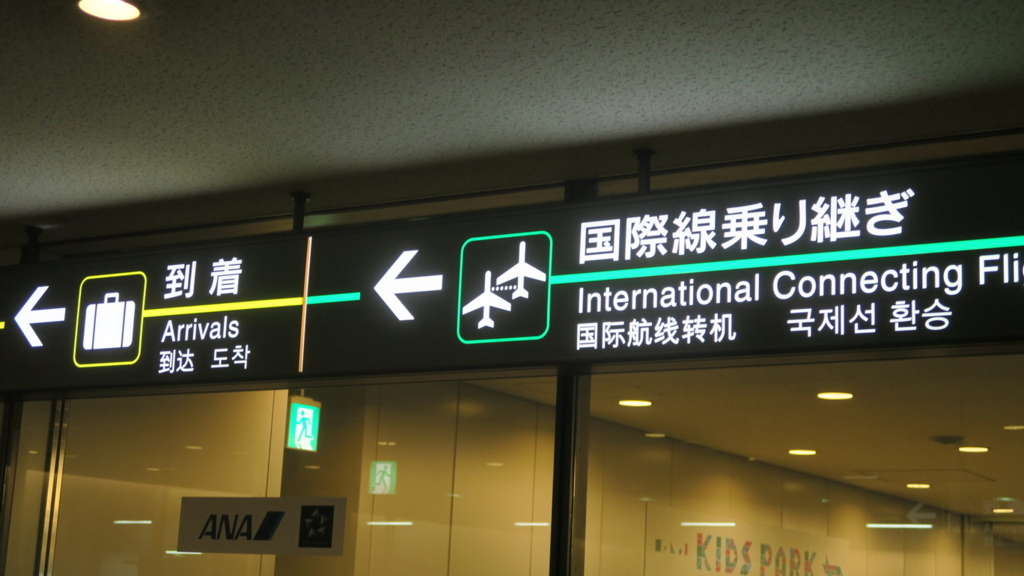 到着
Arrivals
到达 도착
国際線乗り継ぎ
International Connecting Fli
国际航线转机 국제선 환승
ANA
KIDS PARK